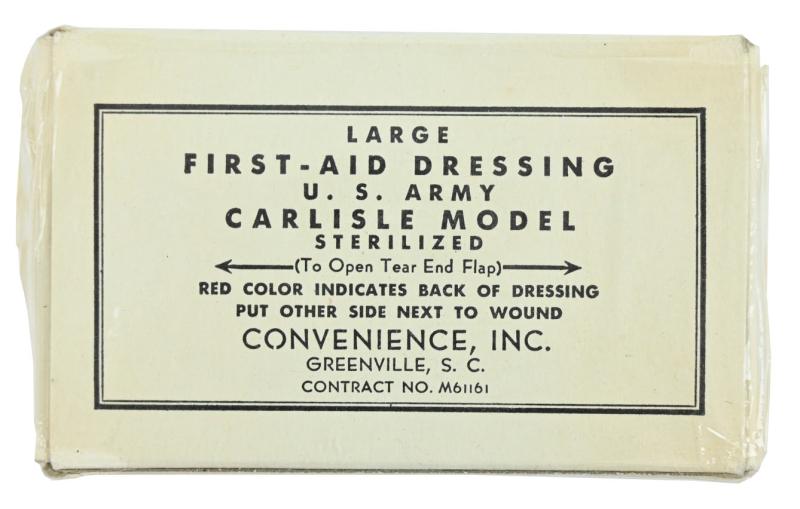 LARGE
FIRST-AID DRESSING
U. S. ARMY
CARLISLE MODEL
STERILIZED
(To Open Tear End Flap)
RED COLOR INDICATES BACK OF DRESSING
PUT OTHER SIDE NEXT TO WOUND
CONVENIENCE, INC.
GREENVILLE, S. C.
CONTRACT NO. M61161